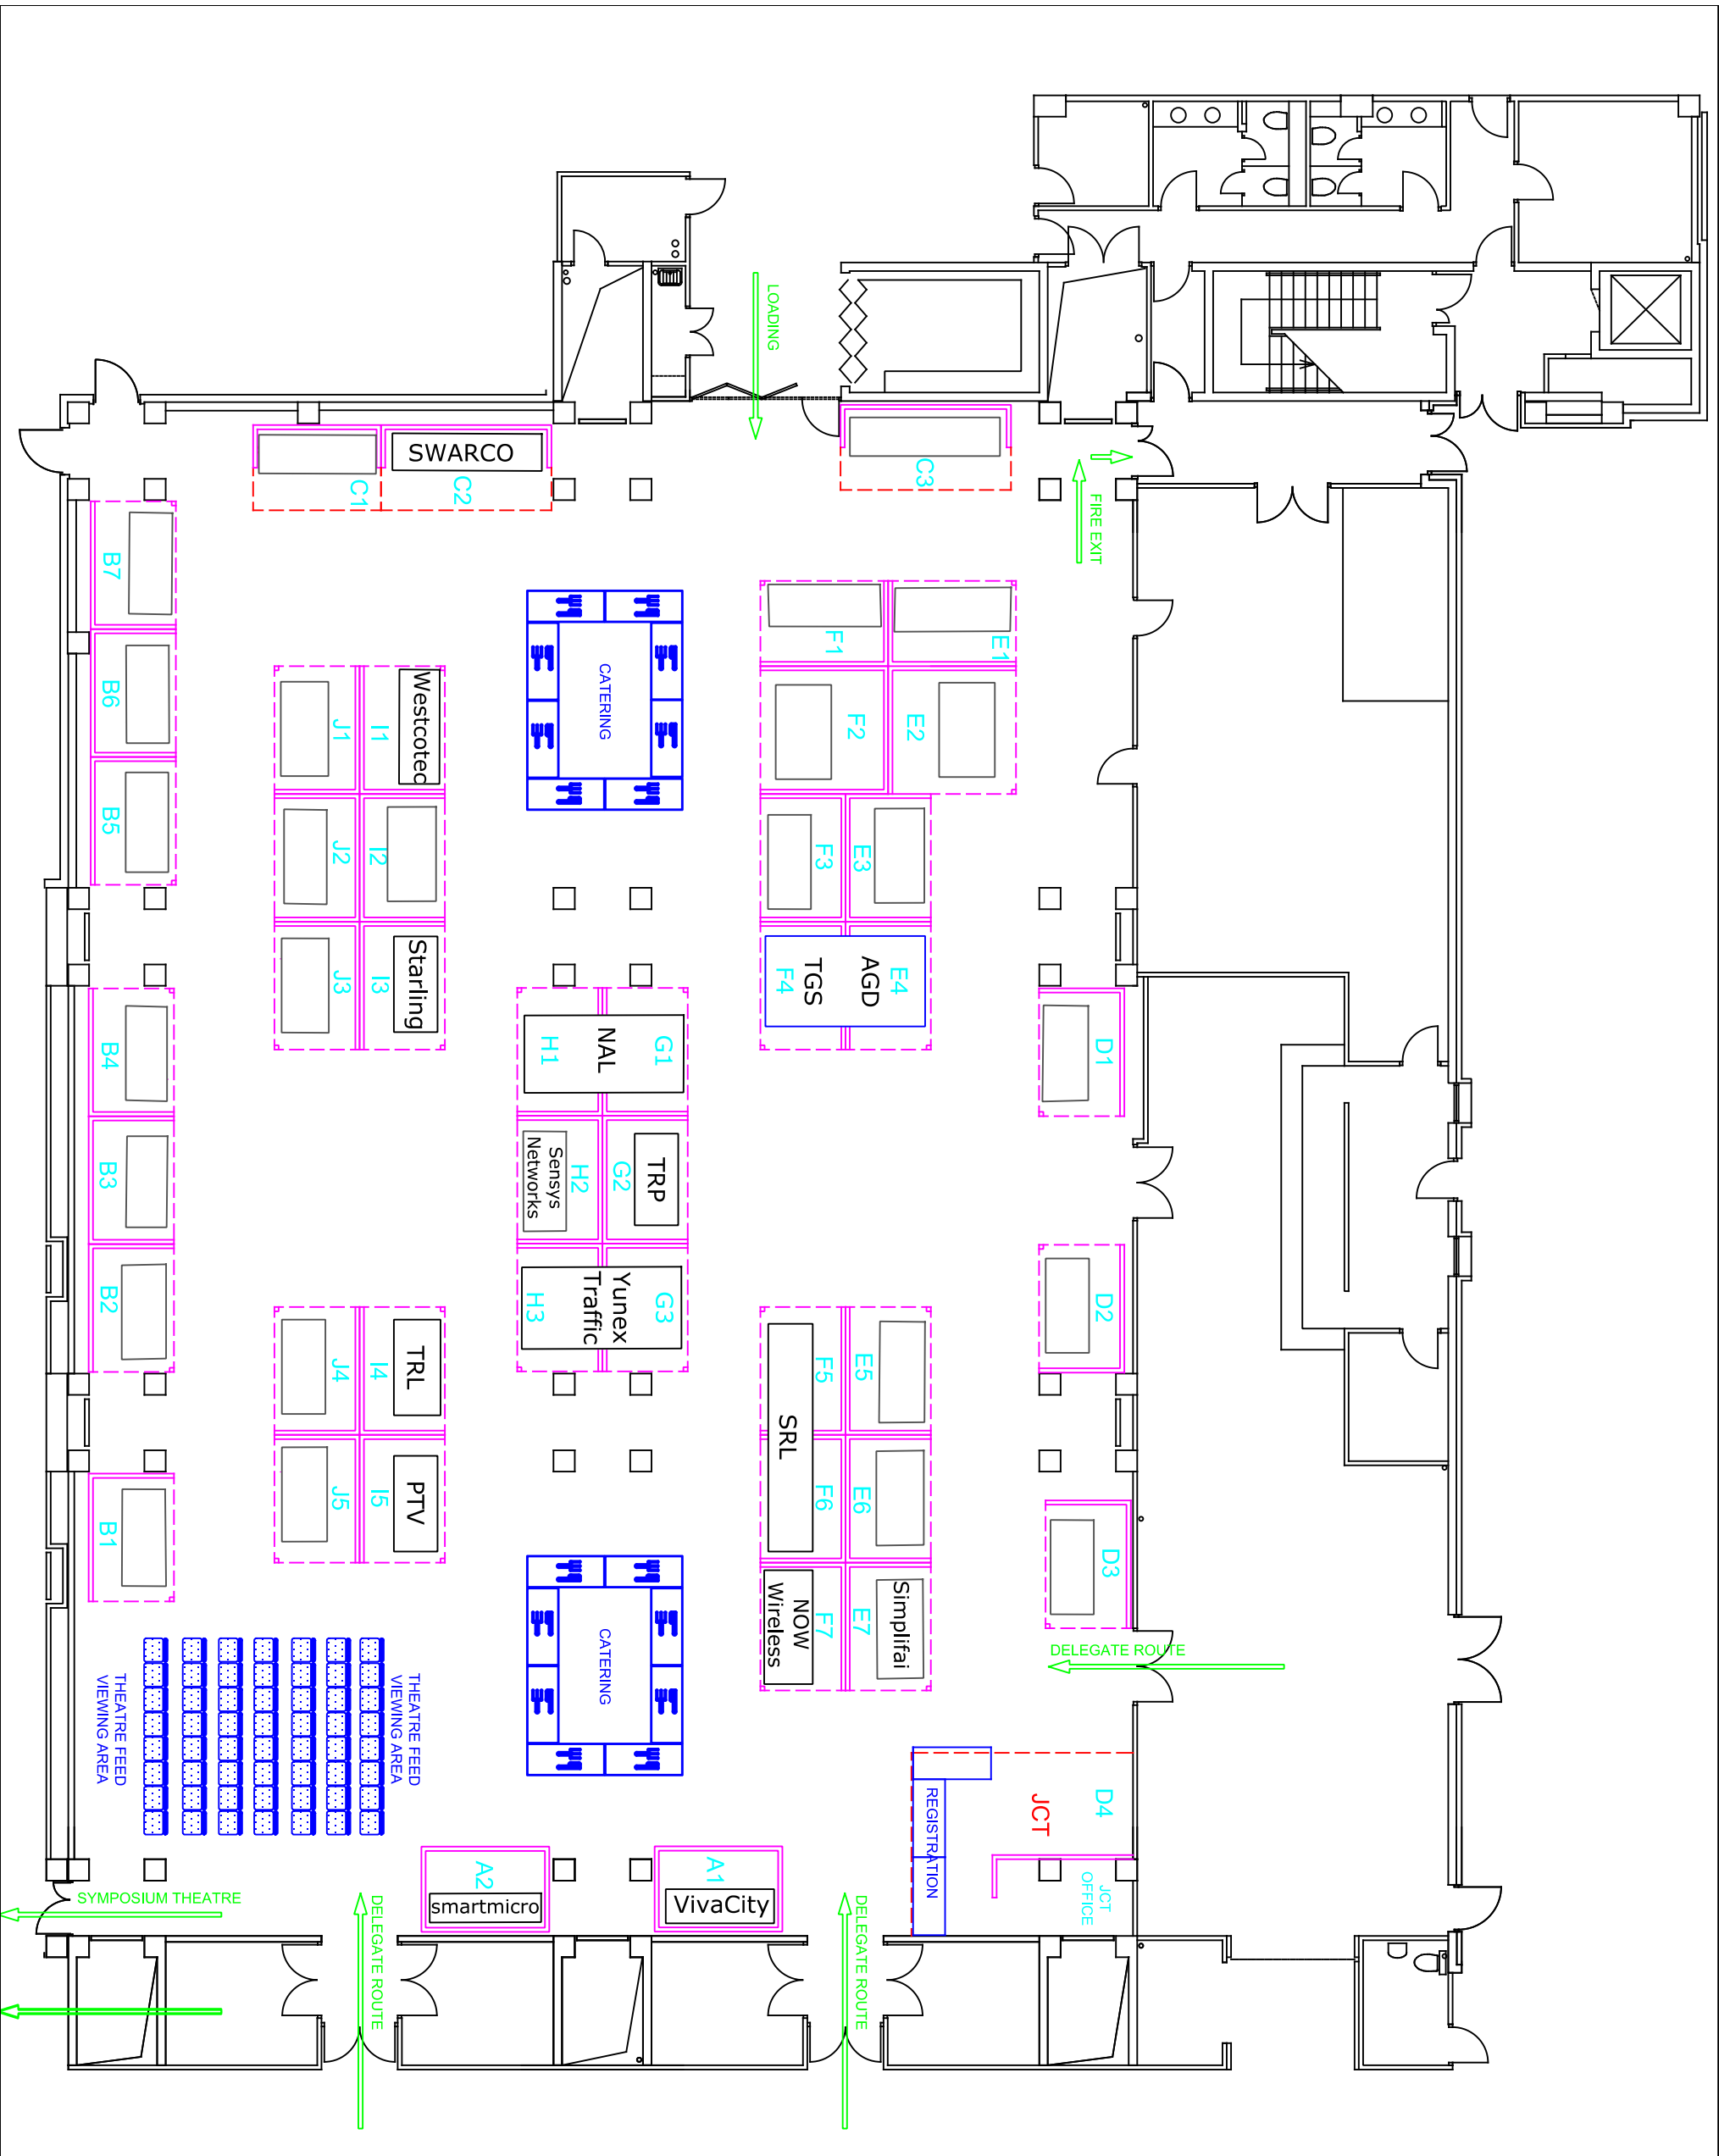 LOADING
SWARCO
C1
C2
C3
FIRE EXIT
B7
B6
B5
B4
B3
B2
B1
Westcotec
J1
I1
J2
I2
J3
I3
Starling
CATERING
F1
E1
F2
E2
F3
E3
F4
TGS
AGD
E4
H1
NAL
G1
D1
Sensys
Networks
H2
G2
TRP
H3
Yunex
Traffic
G3
D2
J4
I4
TRL
J5
I5
PTV
SRL
F5
E5
F6
E6
NOW
Wireless
F7
E7
Simplifai
D3
DELEGATE ROUTE
CATERING
THEATRE FEED
VIEWING AREA
THEATRE FEED
VIEWING AREA
REGISTRATION
JCT
D4
JCT
OFFICE
A2
smartmicro
A1
VivaCity
SYMPOSIUM THEATRE
DELEGATE ROUTE
DELEGATE ROUTE